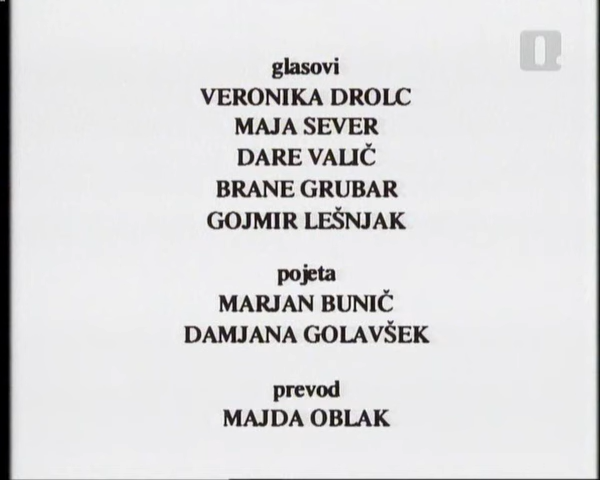 glasovi
VERONIKA DROLC
MAJA SEVER
DARE VALIČ
BRANE GRUBAR
GOJMIR LEŠNJAK
pojeta
MARJAN BUNIČ
DAMJANA GOLAVŠEK
prevod
MAJDA OBLAK